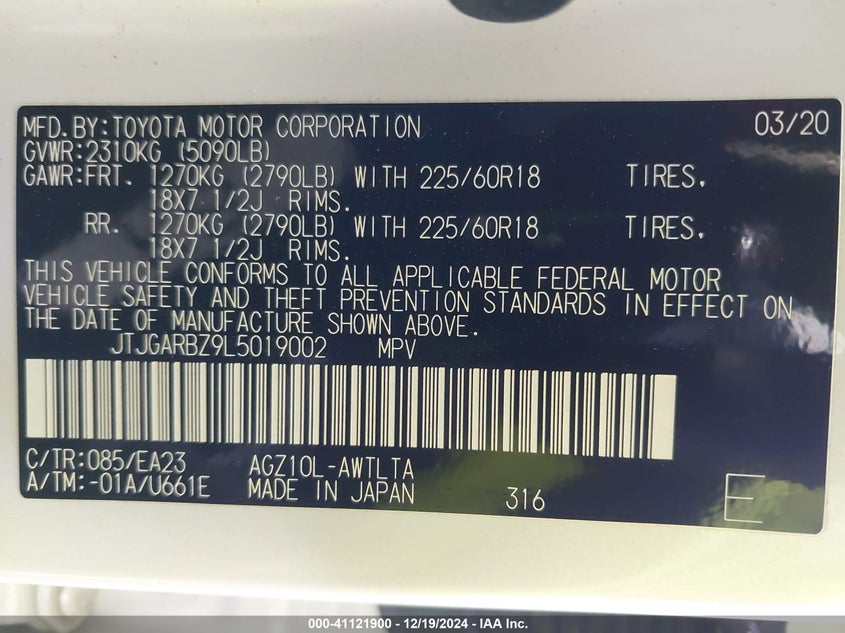 MFD.BY:TOYOTA MOTOR CORPORATION 03/20
GVWR:2310KG (5090LB)
GAWR:FRT. 1270KG (2790LB) WITH 225/60R18 TIRES.
18X7 1/2J RIMS.
RR. 1270KG (2790LB) WITH 225/60R18 TIRES.
18X7 1/2J RIMS.
THIS VEHICLE CONFORMS TO ALL APPLICABLE FEDERAL MOTOR
VEHICLE SAFETY AND THEFT PREVENTION STANDARDS IN EFFECT ON
THE DATE OF MANUFACTURE SHOWN ABOVE.
JTJGARBZ9L5019002 MPV
C/TR:085/EA23 AGZ10L-AWTLTA
A/TM:-01A/U661E MADE IN JAPAN 316 E
000-41121900 - 12/19/2024 - IAA Inc.